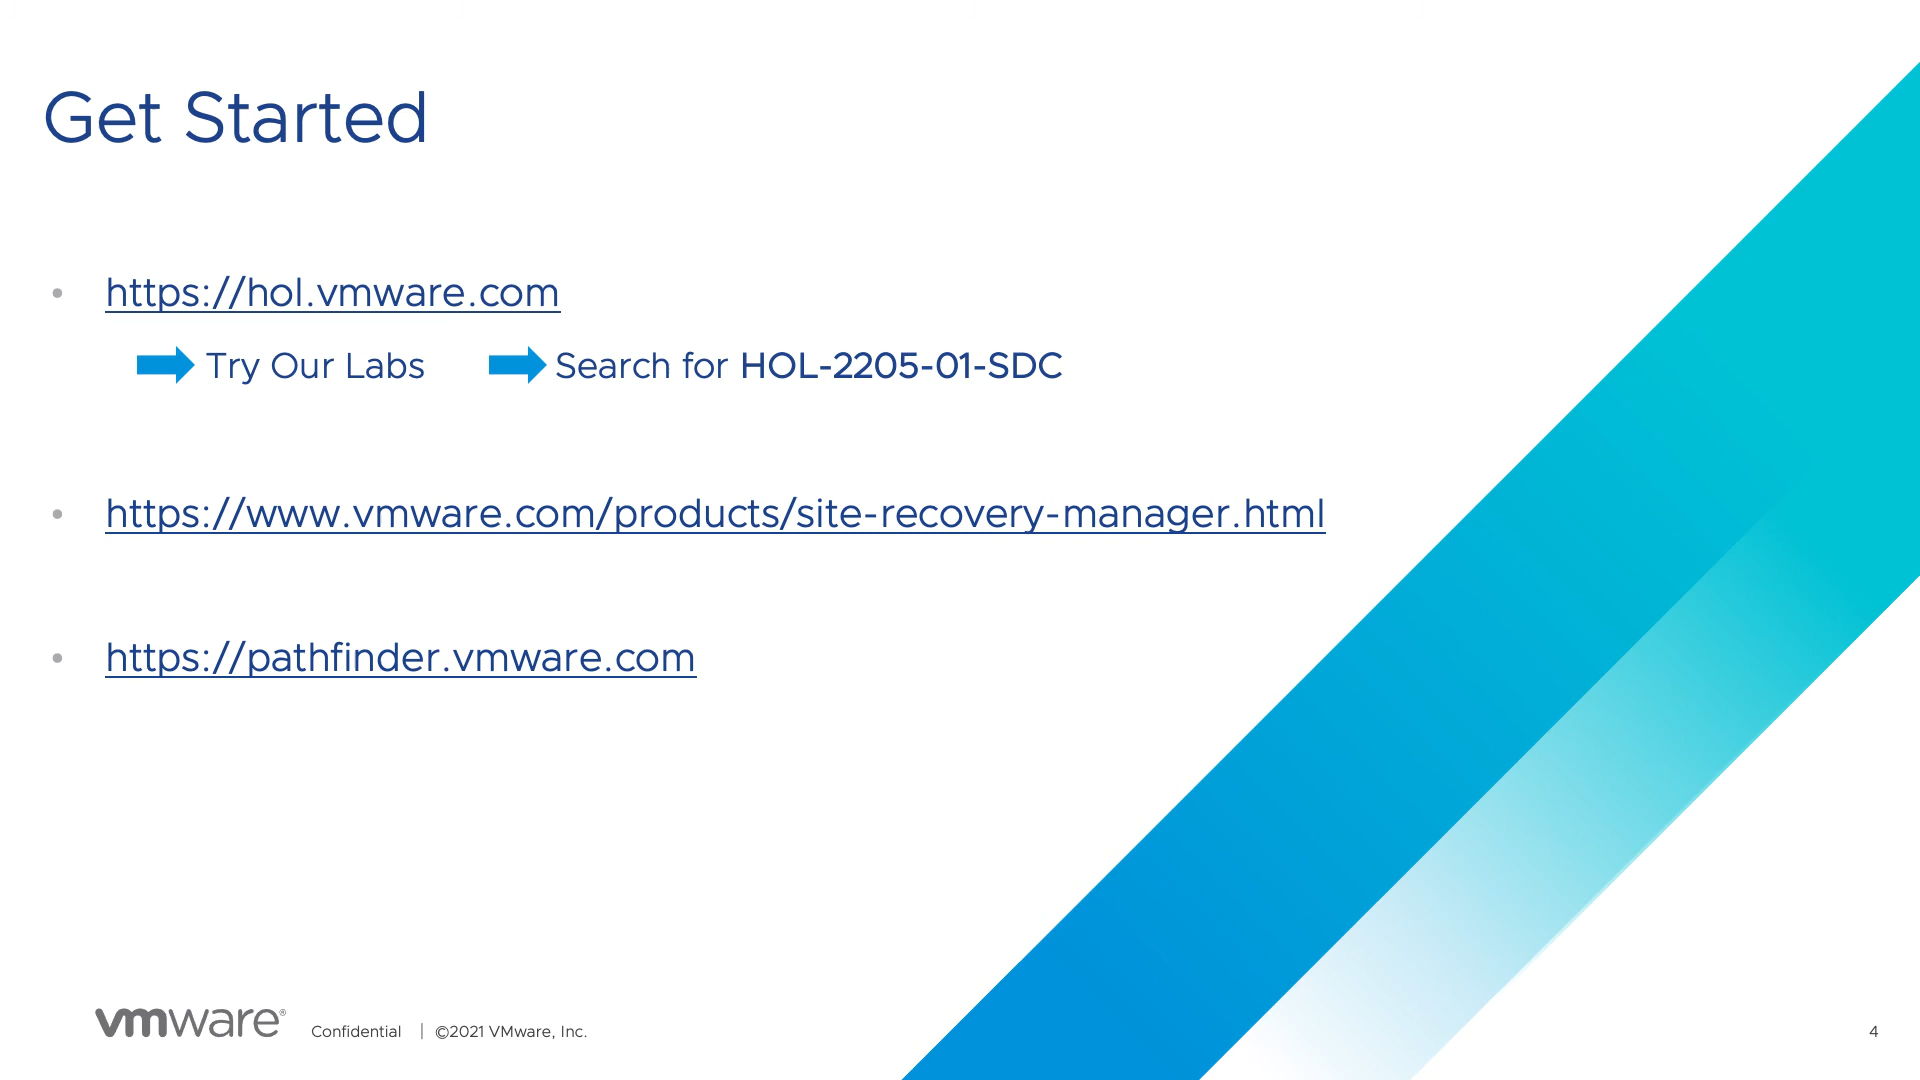 Get Started
• https://hol.vmware.com
Try Our Labs Search for HOL-2205-01-SDC
• https://www.vmware.com/products/site-recovery-manager.html
• https://pathfinder.vmware.com
vmware® Confidential | ©2021 VMware, Inc. 4